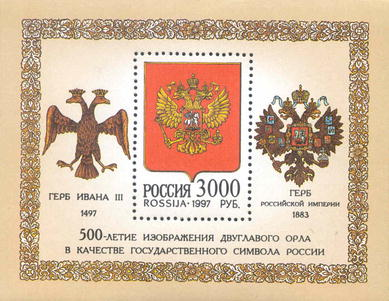 РОССИЯ 3000
ROSSIJA·1997 РУБ.
ГЕРБ ИВАНА III
1497
ГЕРБ
РОССИЙСКОЙ ИМПЕРИИ
1883
500-ЛЕТИЕ ИЗОБРАЖЕНИЯ ДВУГЛАВОГО ОРЛА
В КАЧЕСТВЕ ГОСУДАРСТВЕННОГО СИМВОЛА РОССИИ